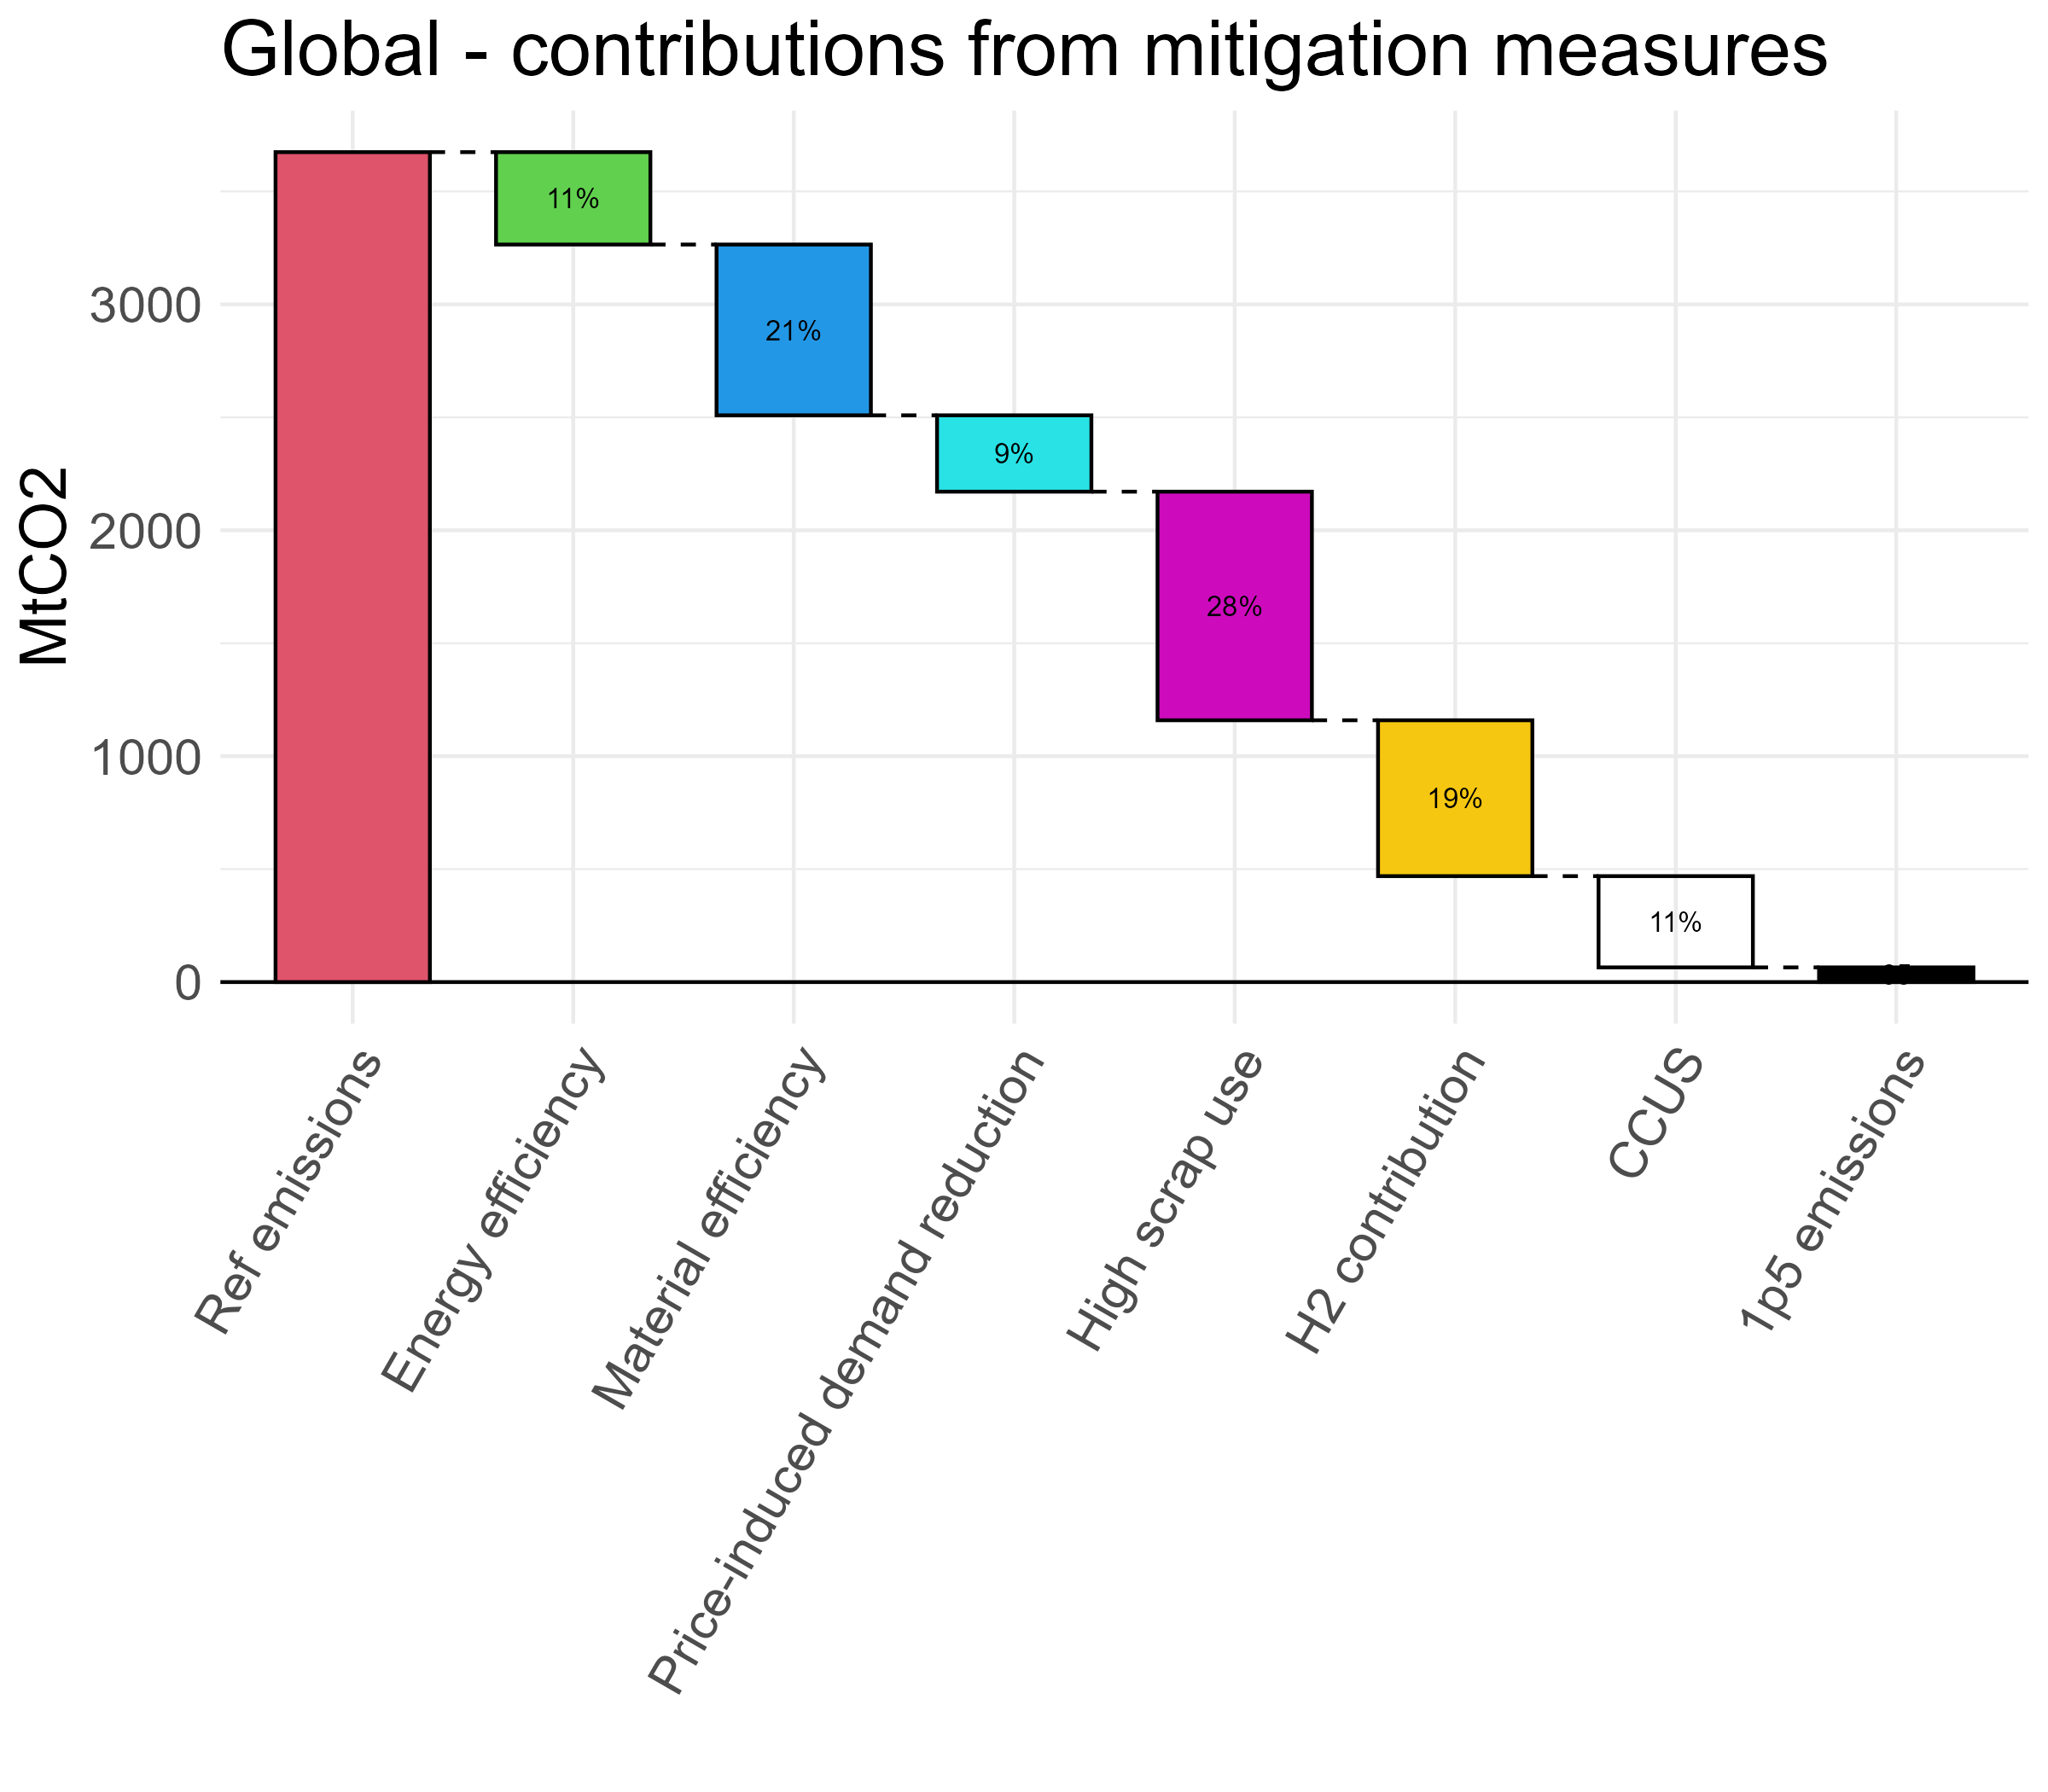 Global - contributions from mitigation measures
MtCO2
3000
2000
1000
0
11%
21%
9%
28%
19%
11%
Ref emissions
Energy efficiency
Material efficiency
Price-induced demand reduction
High scrap use
H2 contribution
CCUS
1p5 emissions